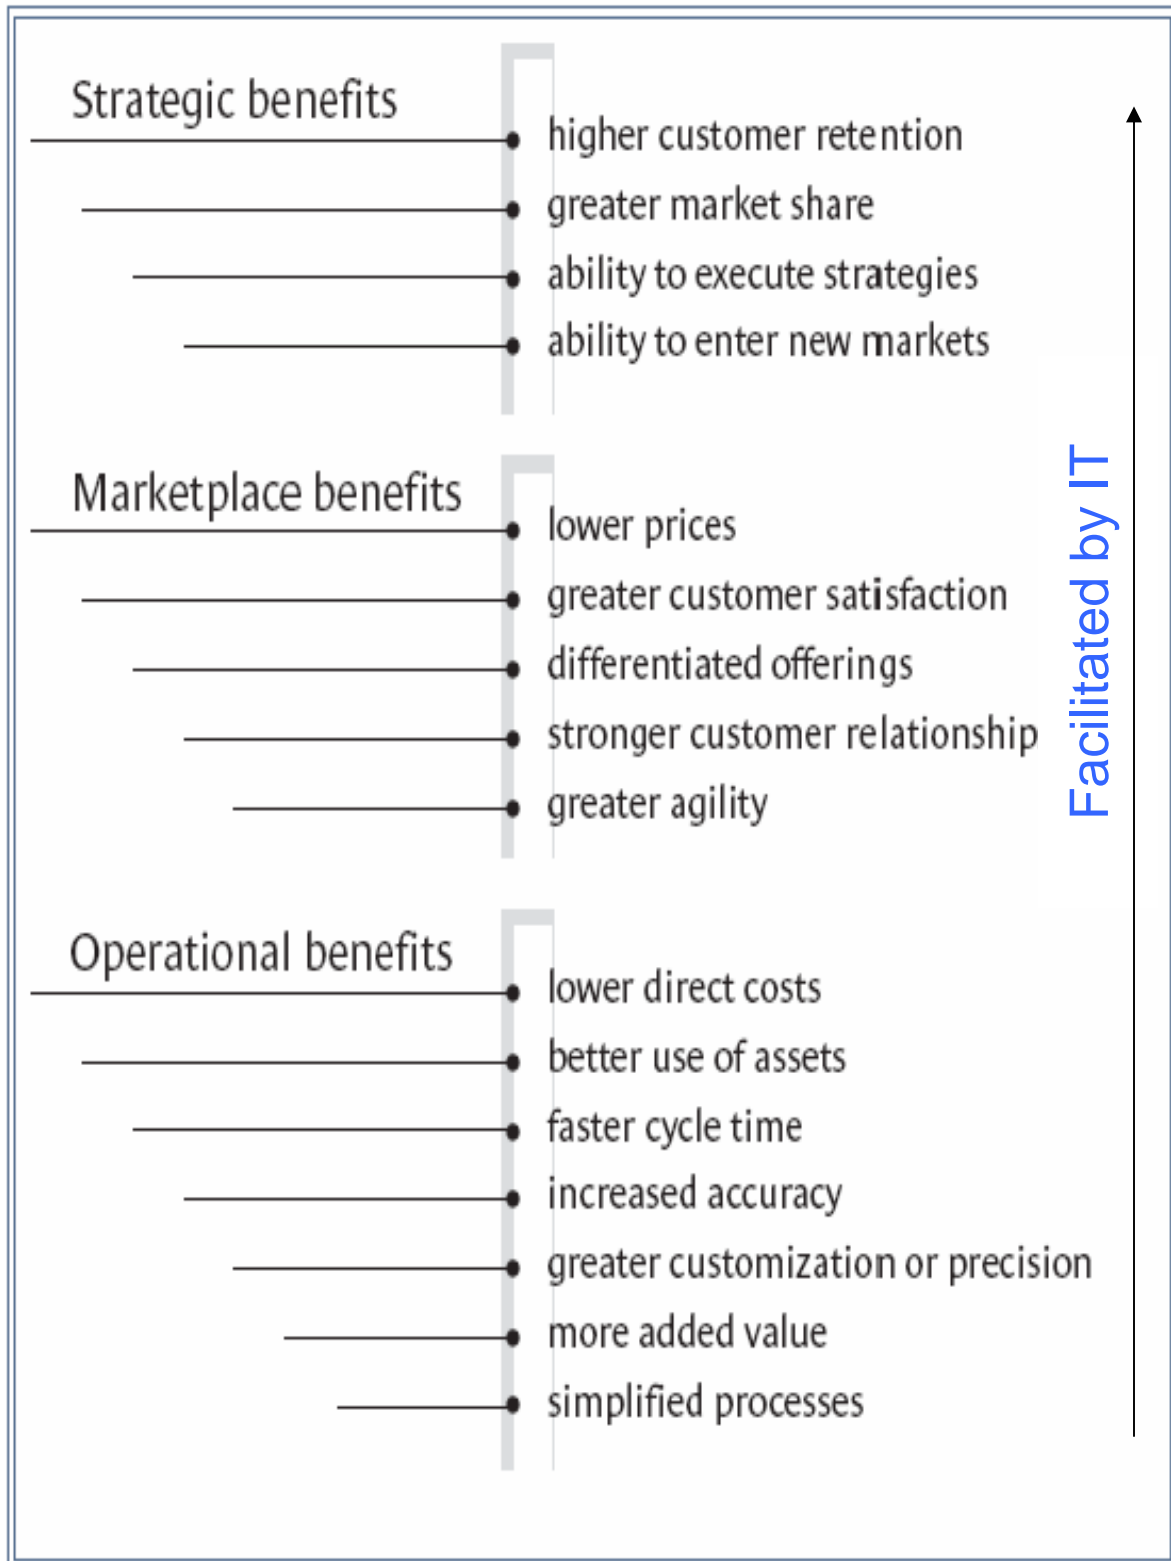 Strategic benefits
higher customer retention
greater market share
ability to execute strategies
ability to enter new markets
Marketplace benefits
lower prices
greater customer satisfaction
differentiated offerings
stronger customer relationship
greater agility
Operational benefits
lower direct costs
better use of assets
faster cycle time
increased accuracy
greater customization or precision
more added value
simplified processes
Facilitated by IT